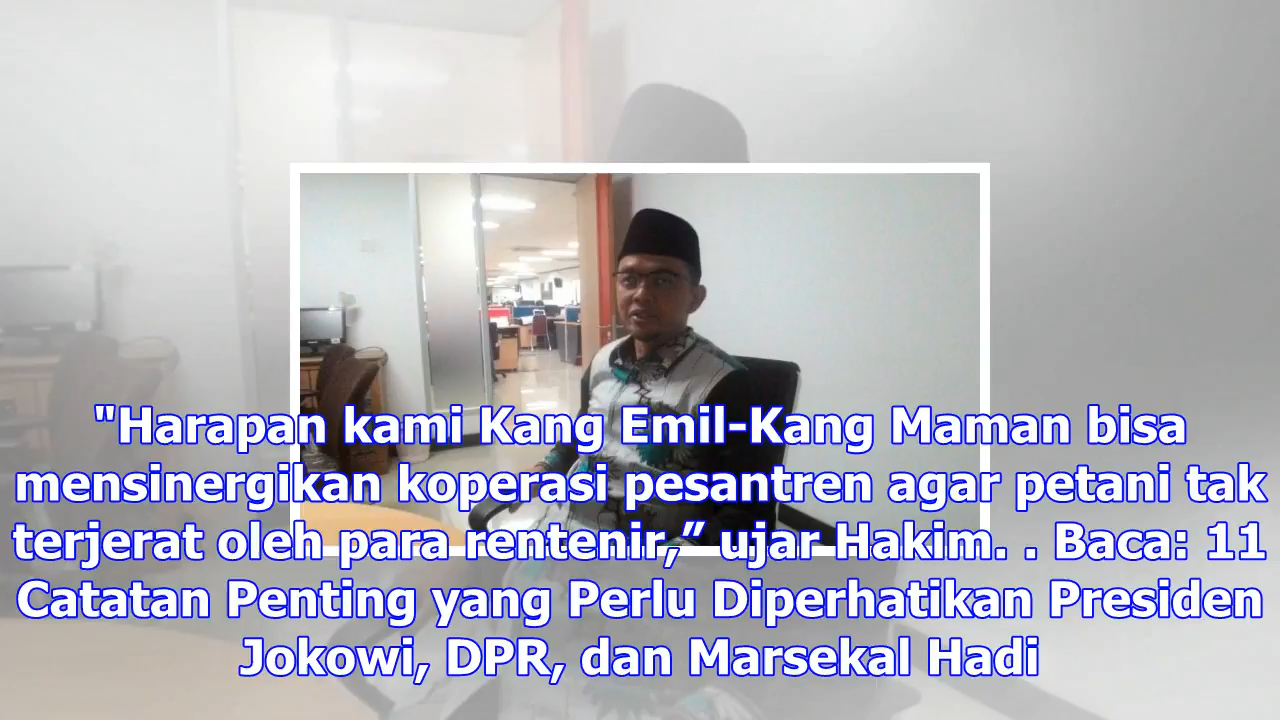 "Harapan kami Kang Emil-Kang Maman bisa
mensinergikan koperasi pesantren agar petani tak
terjerat oleh para rentenir,” ujar Hakim. . Baca: 11
Catatan Penting yang Perlu Diperhatikan Presiden
Jokowi, DPR, dan Marsekal Hadi